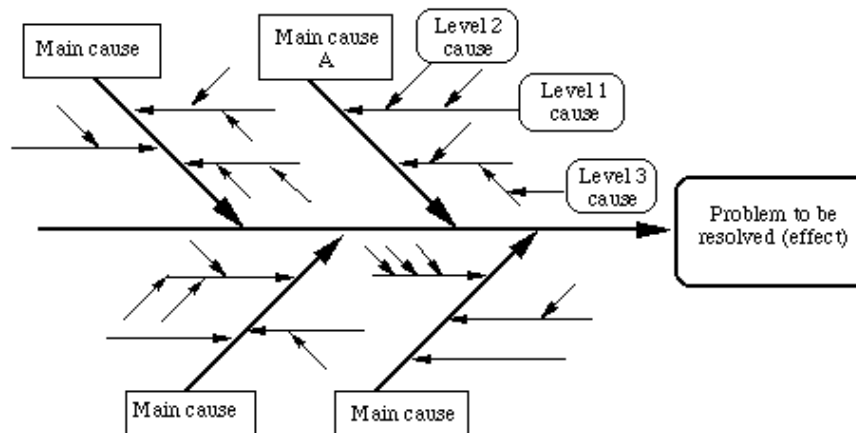 Main cause
Main cause
A
Level 2
cause
Level 1
cause
Level 3
cause
Problem to be
resolved (effect)
Main cause
Main cause